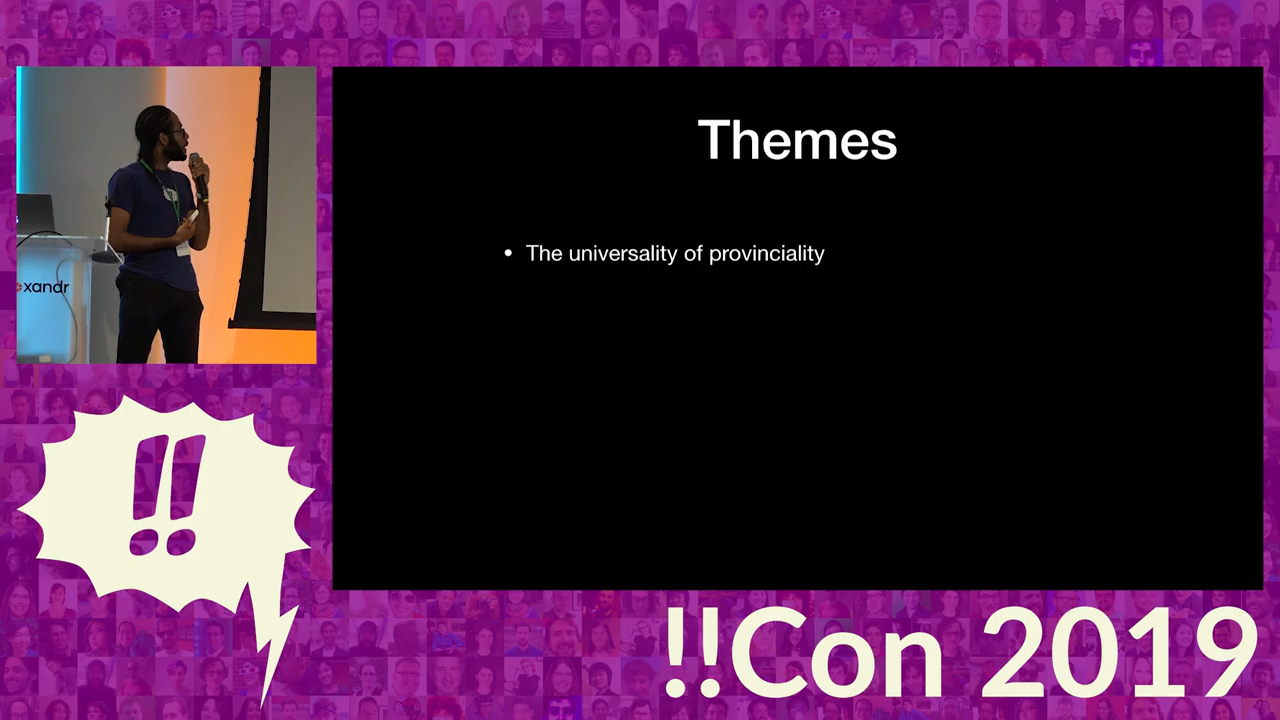 Themes
• The universality of provinciality
xandr
!!
!!Con 2019